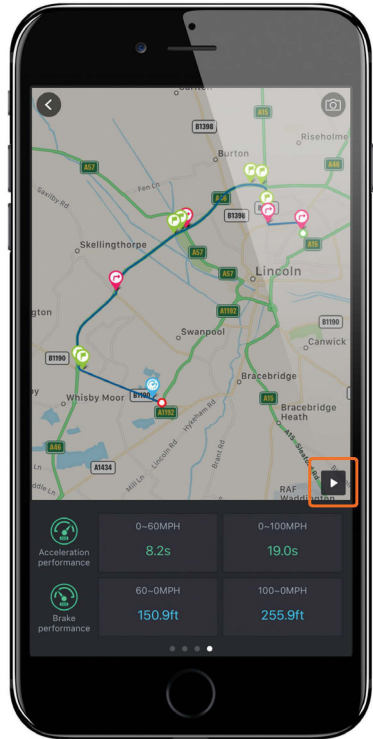 B1398
A15
Riseholme
Burton
A57
A46
Fen Ln
Saxilby Rd
A46
B1398
Skellingthorpe
A57
A15
A57
Lincoln
A1192
B1190
Swanpool
Canwick
B1190
Bracebridge
Whisby Moor
B1190
A15
A1192
Bracebridge
Heath
Hykeham Rd
A46
Lincoln Rd
Brant Rd
A15
A1434
Mill Ln
RAF
Waddington
0~60MPH
0~100MPH
8.2s
19.0s
Acceleration
performance
60~0MPH
100~0MPH
150.9ft
255.9ft
Brake
performance